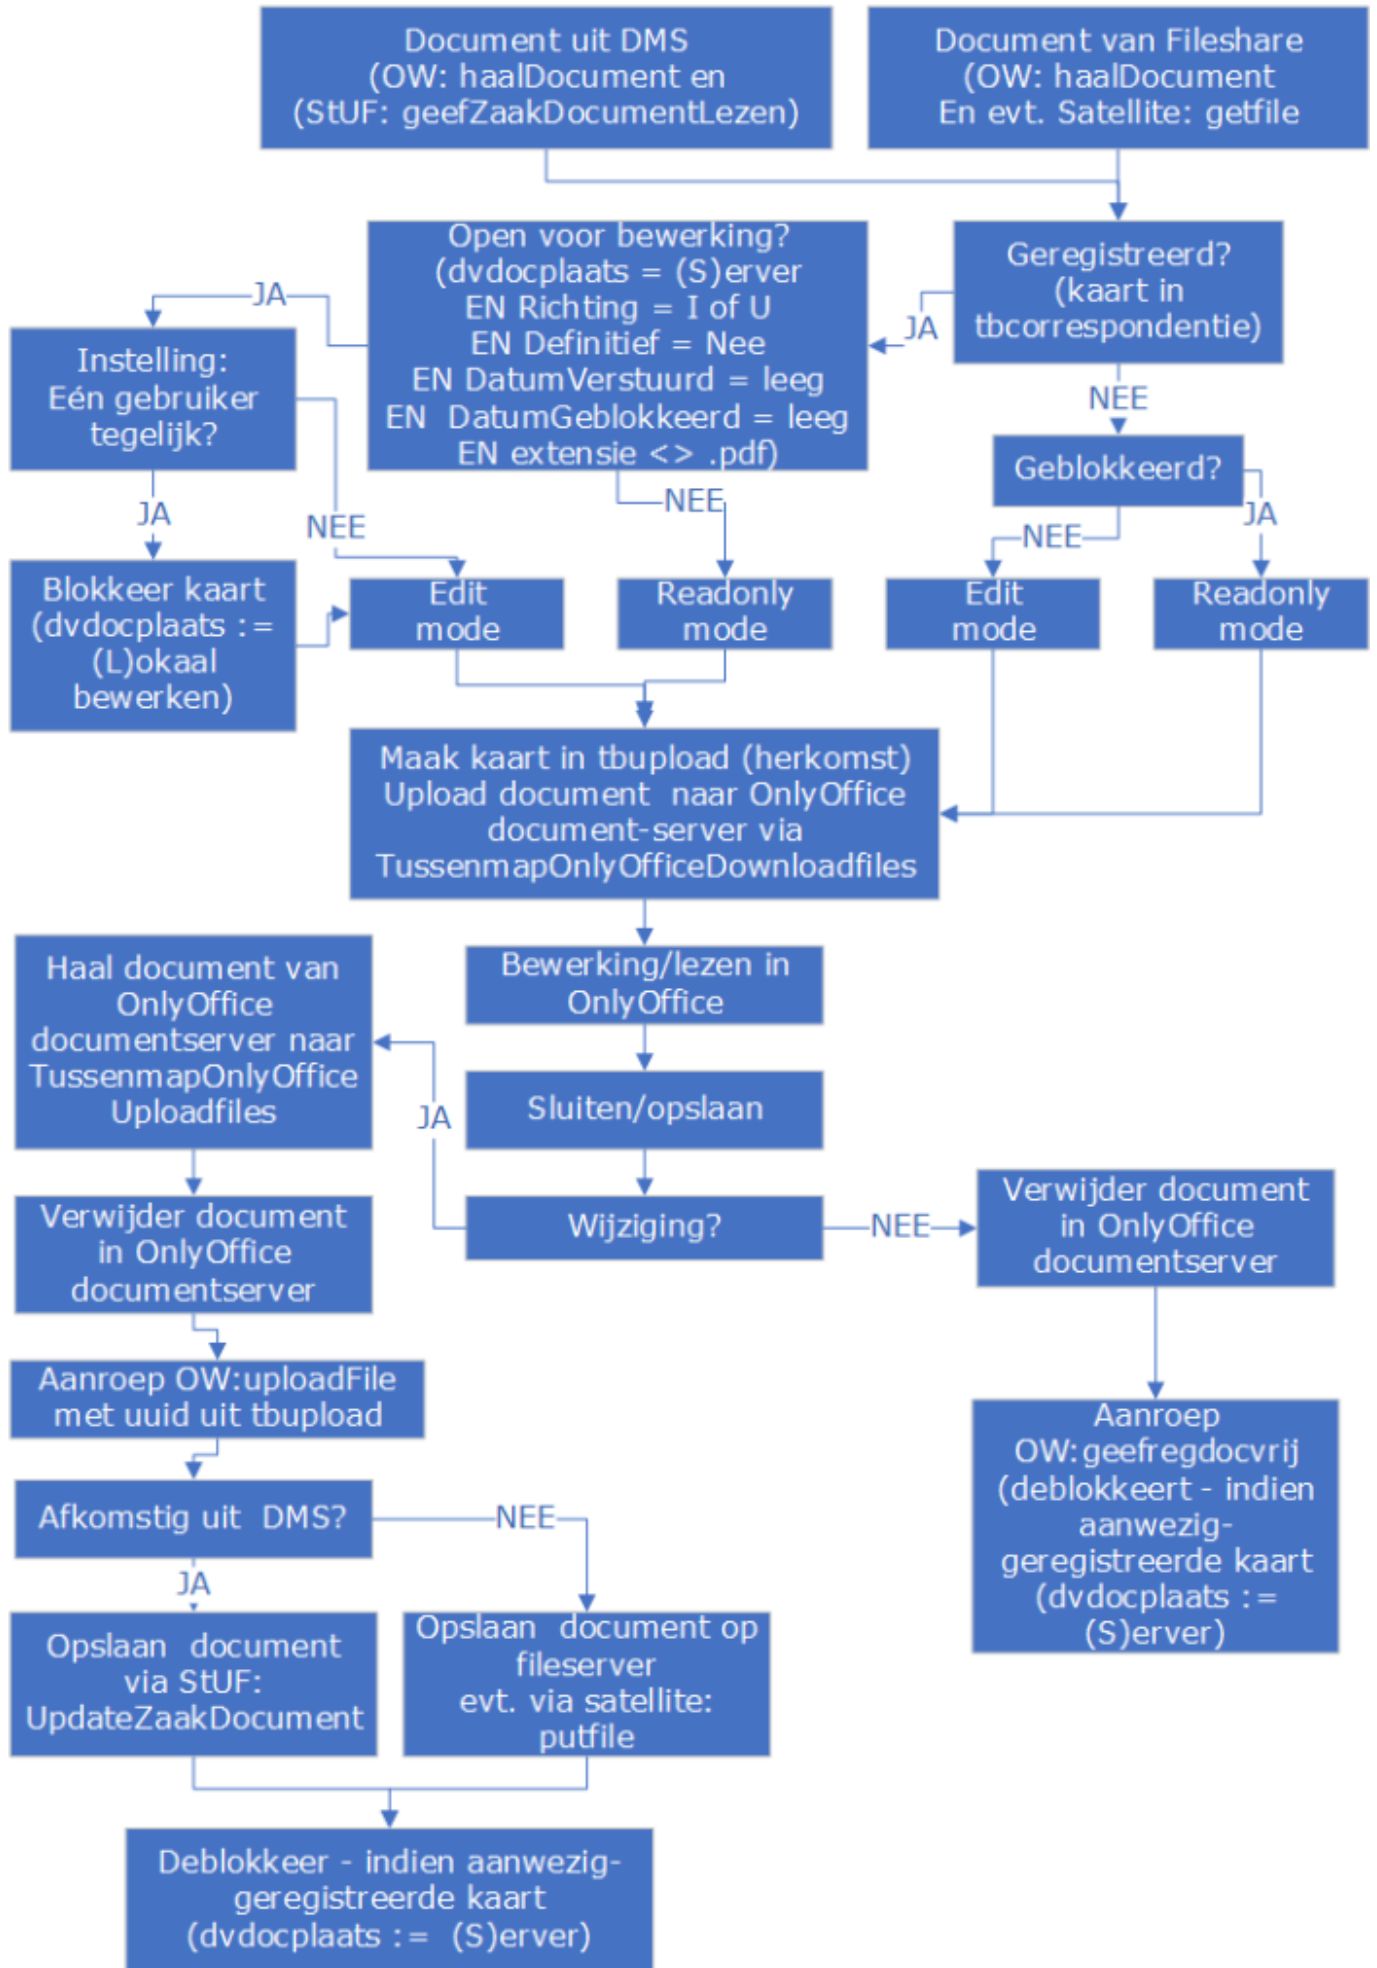 Document uit DMS
(OW: haalDocument en
(StUF: geefZaakDocumentLezen)
Document van Fileshare
(OW: haalDocument
En evt. Satellite: getfile
Geregistreerd?
(kaart in
tbcorrespondentie)
JA
Open voor bewerking?
(dvdocplaats = (S)erver
EN Richting = I of U
EN Definitief = Nee
EN DatumVerstuurd = leeg
EN DatumGeblokkeerd = leeg
EN extensie <> .pdf)
JA
Instelling:
Eén gebruiker
tegelijk?
NEE
Geblokkeerd?
JA
NEE
NEE
JA
NEE
Blokkeer kaart
(dvdocplaats :=
(L)okaal
bewerken)
Edit
mode
Readonly
mode
Edit
mode
Readonly
mode
Maak kaart in tbupload (herkomst)
Upload document naar OnlyOffice
document-server via
TussenmapOnlyOfficeDownloadfiles
Bewerking/lezen in
OnlyOffice
Sluiten/opslaan
Wijziging?
JA
NEE
Haal document van
OnlyOffice
documentserver naar
TussenmapOnlyOffice
Uploadfiles
Verwijder document
in OnlyOffice
documentserver
Verwijder document
in OnlyOffice
documentserver
Aanroep OW:uploadFile
met uuid uit tbupload
Aanroep
OW:geefregdocvrij
(deblokkeert - indien
aanwezig-
geregistreerde kaart
(dvdocplaats :=
(S)erver)
Afkomstig uit DMS?
NEE
JA
Opslaan document
via StUF:
UpdateZaakDocument
Opslaan document op
fileserver
evt. via satellite:
putfile
Deblokkeer - indien aanwezig-
geregistreerde kaart
(dvdocplaats := (S)erver)